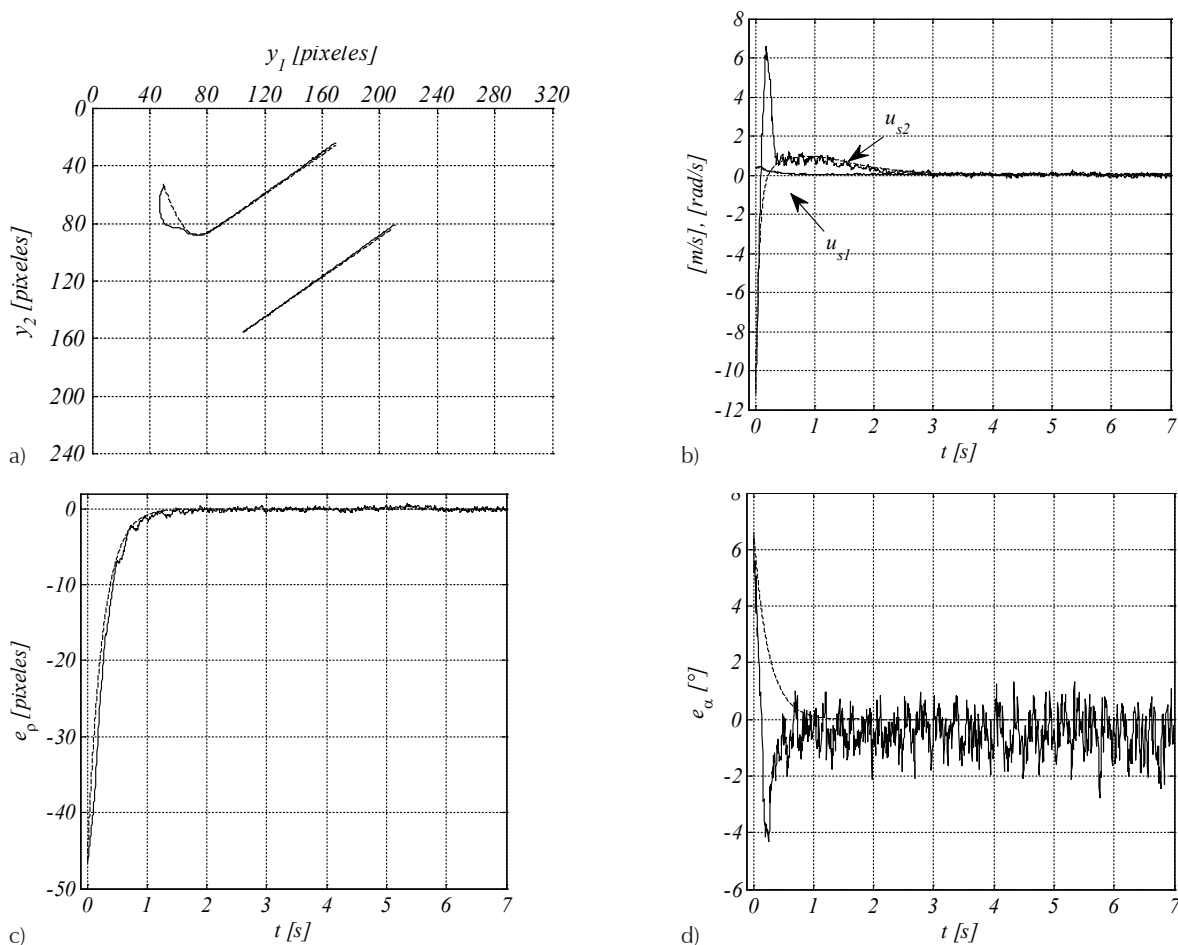 y1 [pixeles]
0 40 80 120 160 200 240 280 320
0
40
80
120
160
200
240
y2 [pixeles]
a)
8
6
4
2
0
-2
-4
-6
-8
-10
-12
[m/s], [rad/s]
us2
us1
0 1 2 3 4 5 6 7
t [s]
b)
0
-10
-20
-30
-40
-50
eρ [pixeles]
0 1 2 3 4 5 6 7
t [s]
c)
8
6
4
2
0
-2
-4
-6
eα [°]
0 1 2 3 4 5 6 7
t [s]
d)